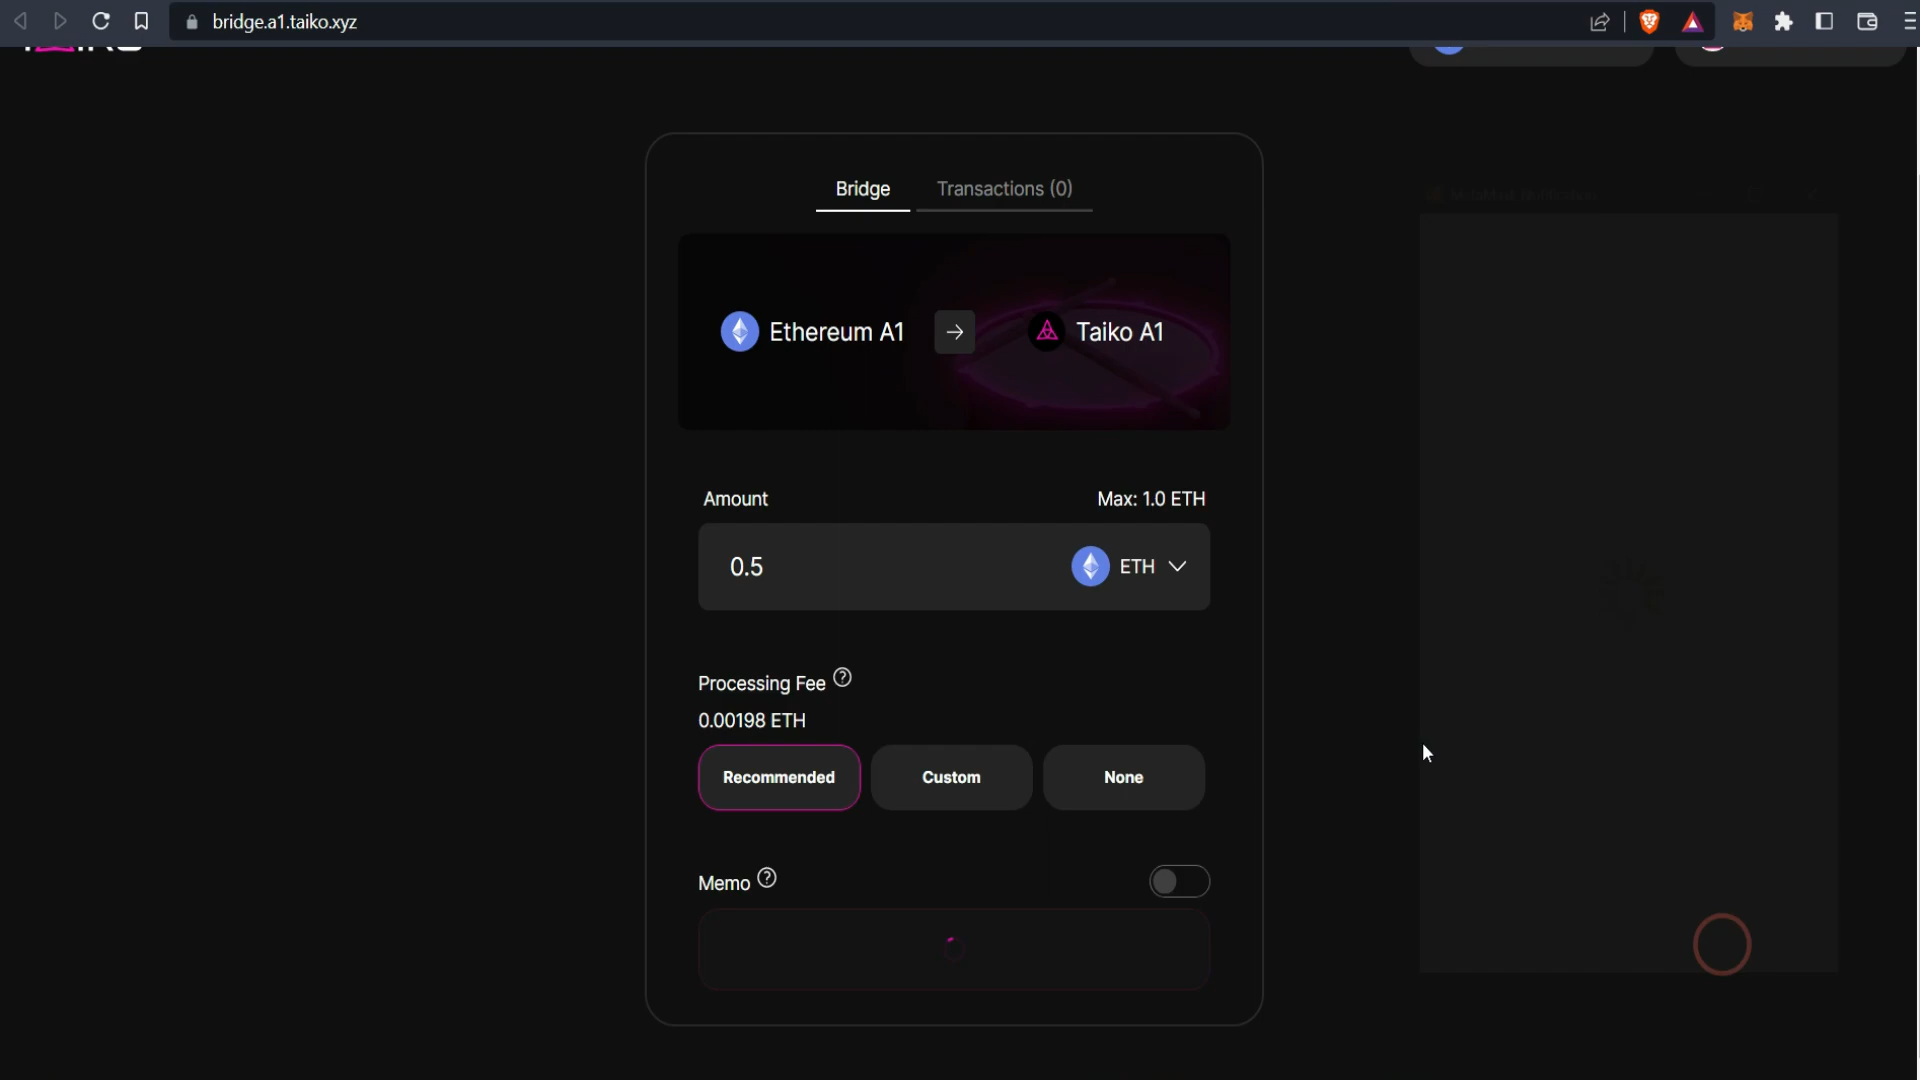 bridge.a1.taiko.xyz
Bridge
Transactions (0)
Ethereum A1
Taiko A1
Amount
Max: 1.0 ETH
0.5
ETH
Processing Fee
0.00198 ETH
Recommended
Custom
None
Memo